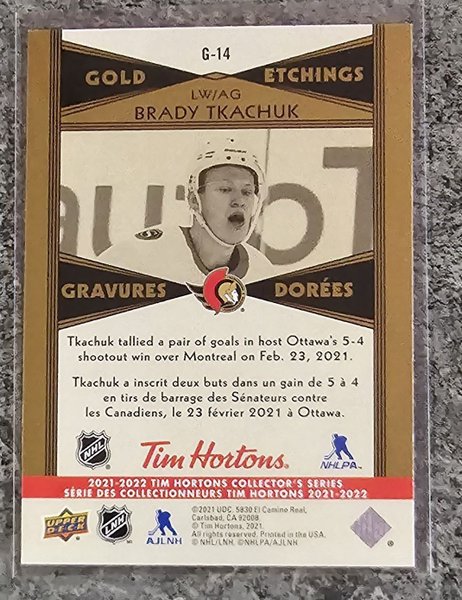 G-14
GOLD ETCHINGS
LW/AG
BRADY TKACHUK
GRAVURES DORÉES
Tkachuk tallied a pair of goals in host Ottawa's 5-4
shootout win over Montreal on Feb. 23, 2021.
Tkachuk a inscrit deux buts dans un gain de 5 à 4
en tirs de barrage des Sénateurs contre
les Canadiens, le 23 février 2021 à Ottawa.
NHL
Tim Hortons®
NHLPA™
2021-2022 TIM HORTONS COLLECTOR'S SERIES
SÉRIE DES COLLECTIONNEURS TIM HORTONS 2021-2022
UPPER DECK
LNH
AJLNH
©2021 UDC. 5830 El Camino Real,
Carlsbad, CA 92008.
© Tim Hortons, 2021.
All rights reserved. Printed in the USA.
© NHL/LNH. ©NHLPA/AJLNH